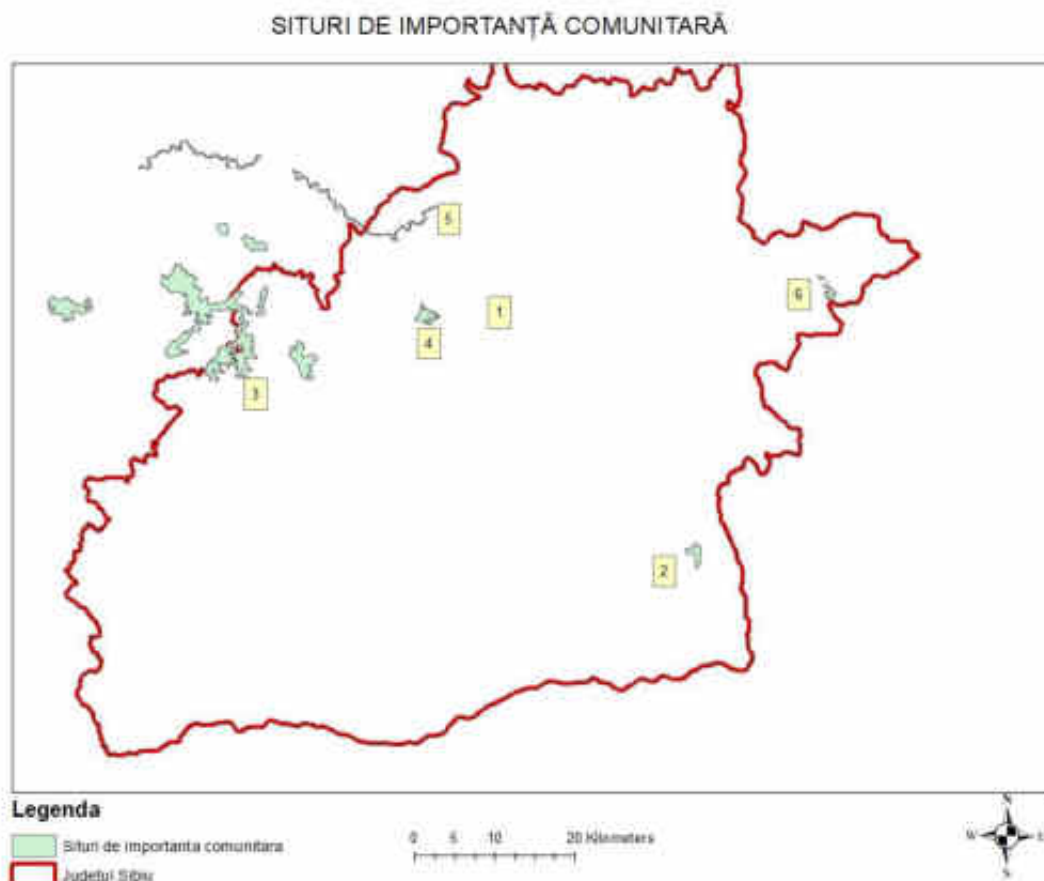 SITURI DE IMPORTANȚĂ COMUNITARĂ
5
6
1
4
3
2
Legenda
Situri de importanta comunitara
Județul Sibiu
0 5 10 20 Kilometers
N
W E
S